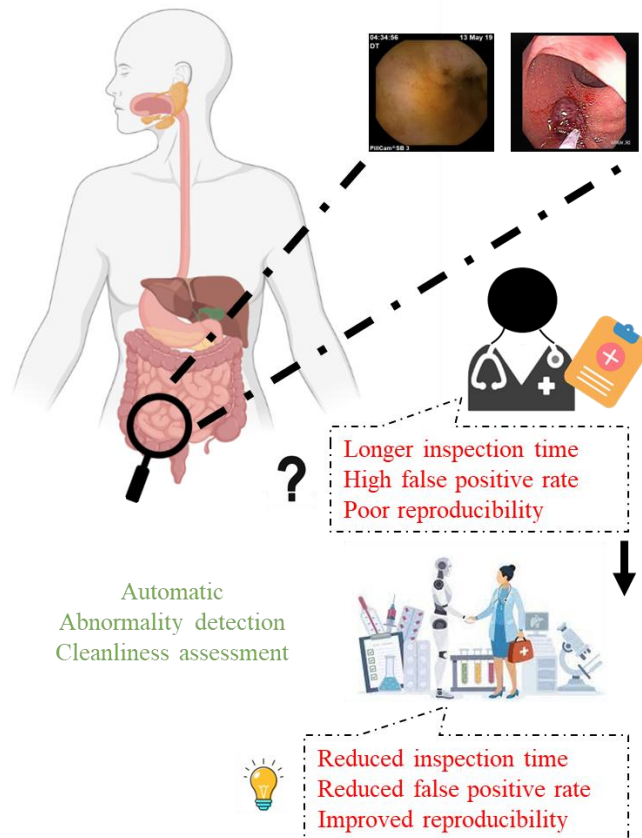 04:34:56 13 May 19
DT
PillCam® SB 3
Longer inspection time
High false positive rate
Poor reproducibility
?
Automatic
Abnormality detection
Cleanliness assessment
Reduced inspection time
Reduced false positive rate
Improved reproducibility